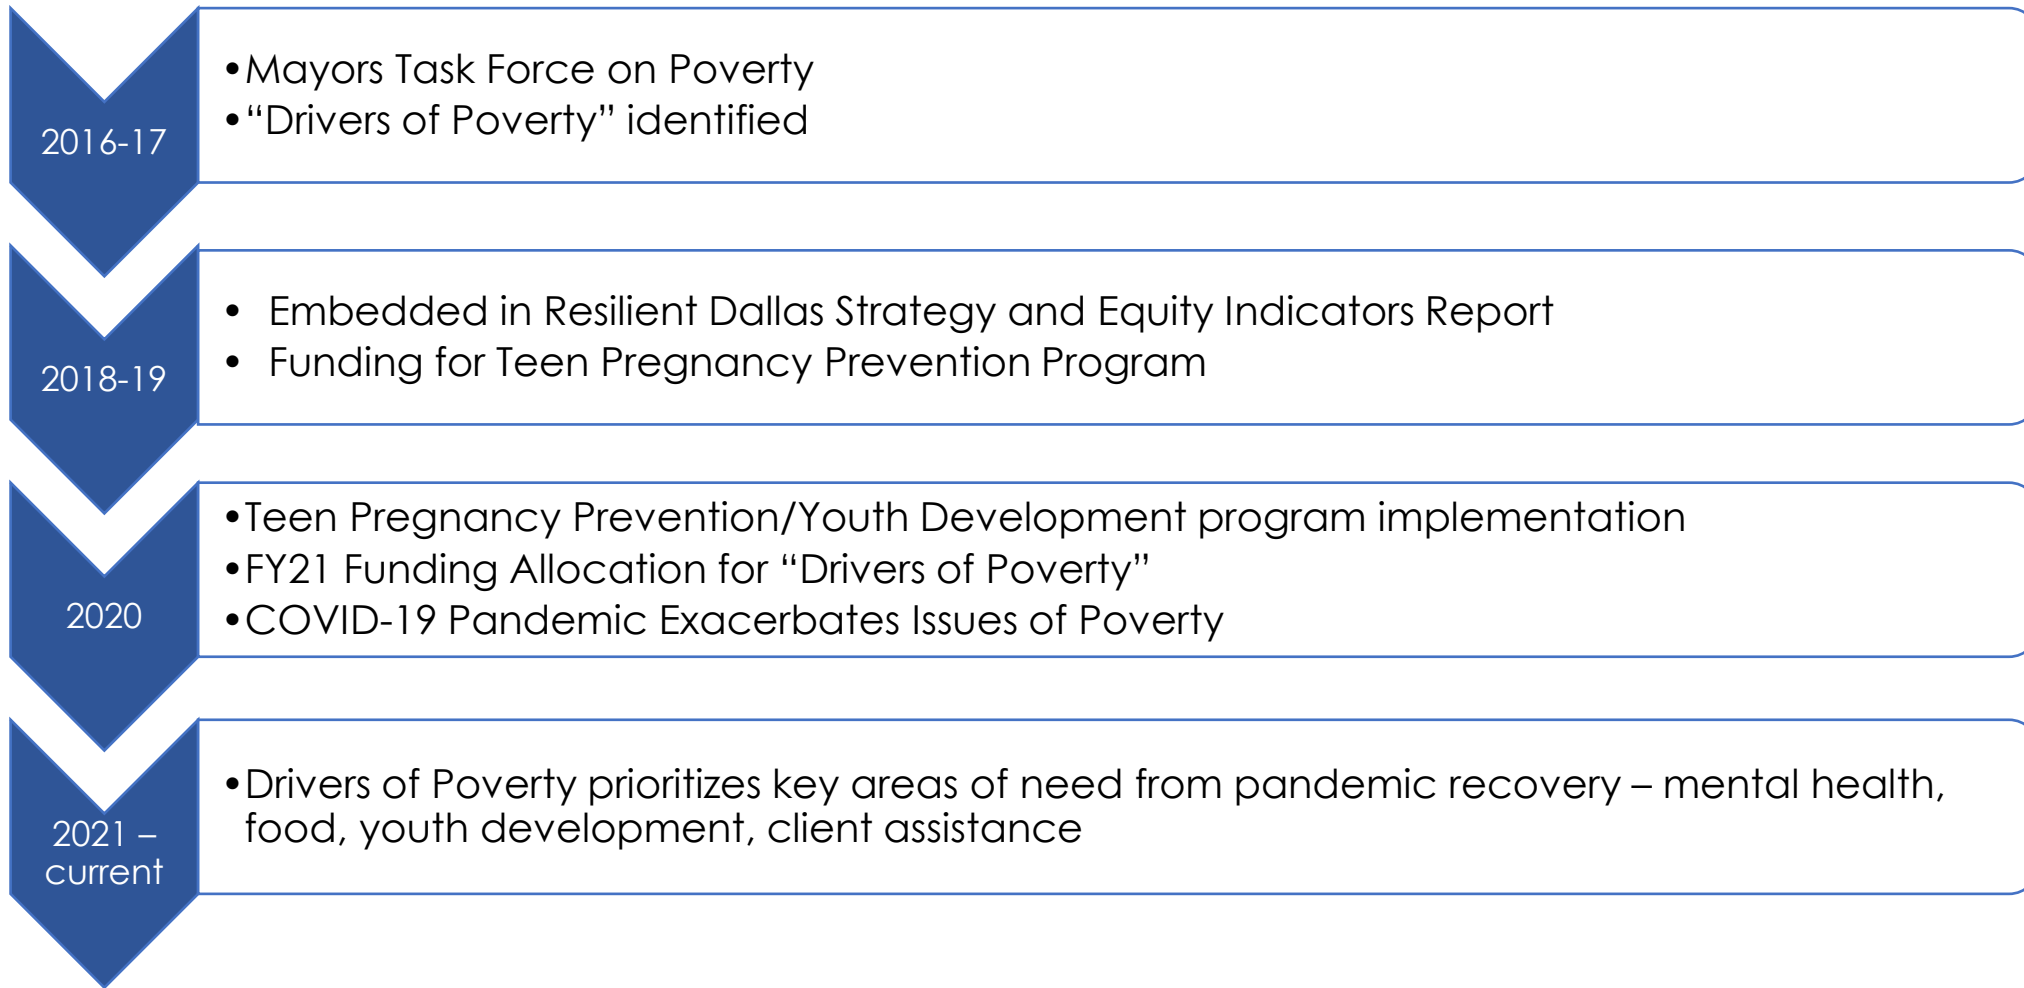 2016-17
•Mayors Task Force on Poverty
•“Drivers of Poverty” identified
2018-19
• Embedded in Resilient Dallas Strategy and Equity Indicators Report
• Funding for Teen Pregnancy Prevention Program
2020
•Teen Pregnancy Prevention/Youth Development program implementation
•FY21 Funding Allocation for “Drivers of Poverty”
•COVID-19 Pandemic Exacerbates Issues of Poverty
2021 –
current
•Drivers of Poverty prioritizes key areas of need from pandemic recovery – mental health,
food, youth development, client assistance